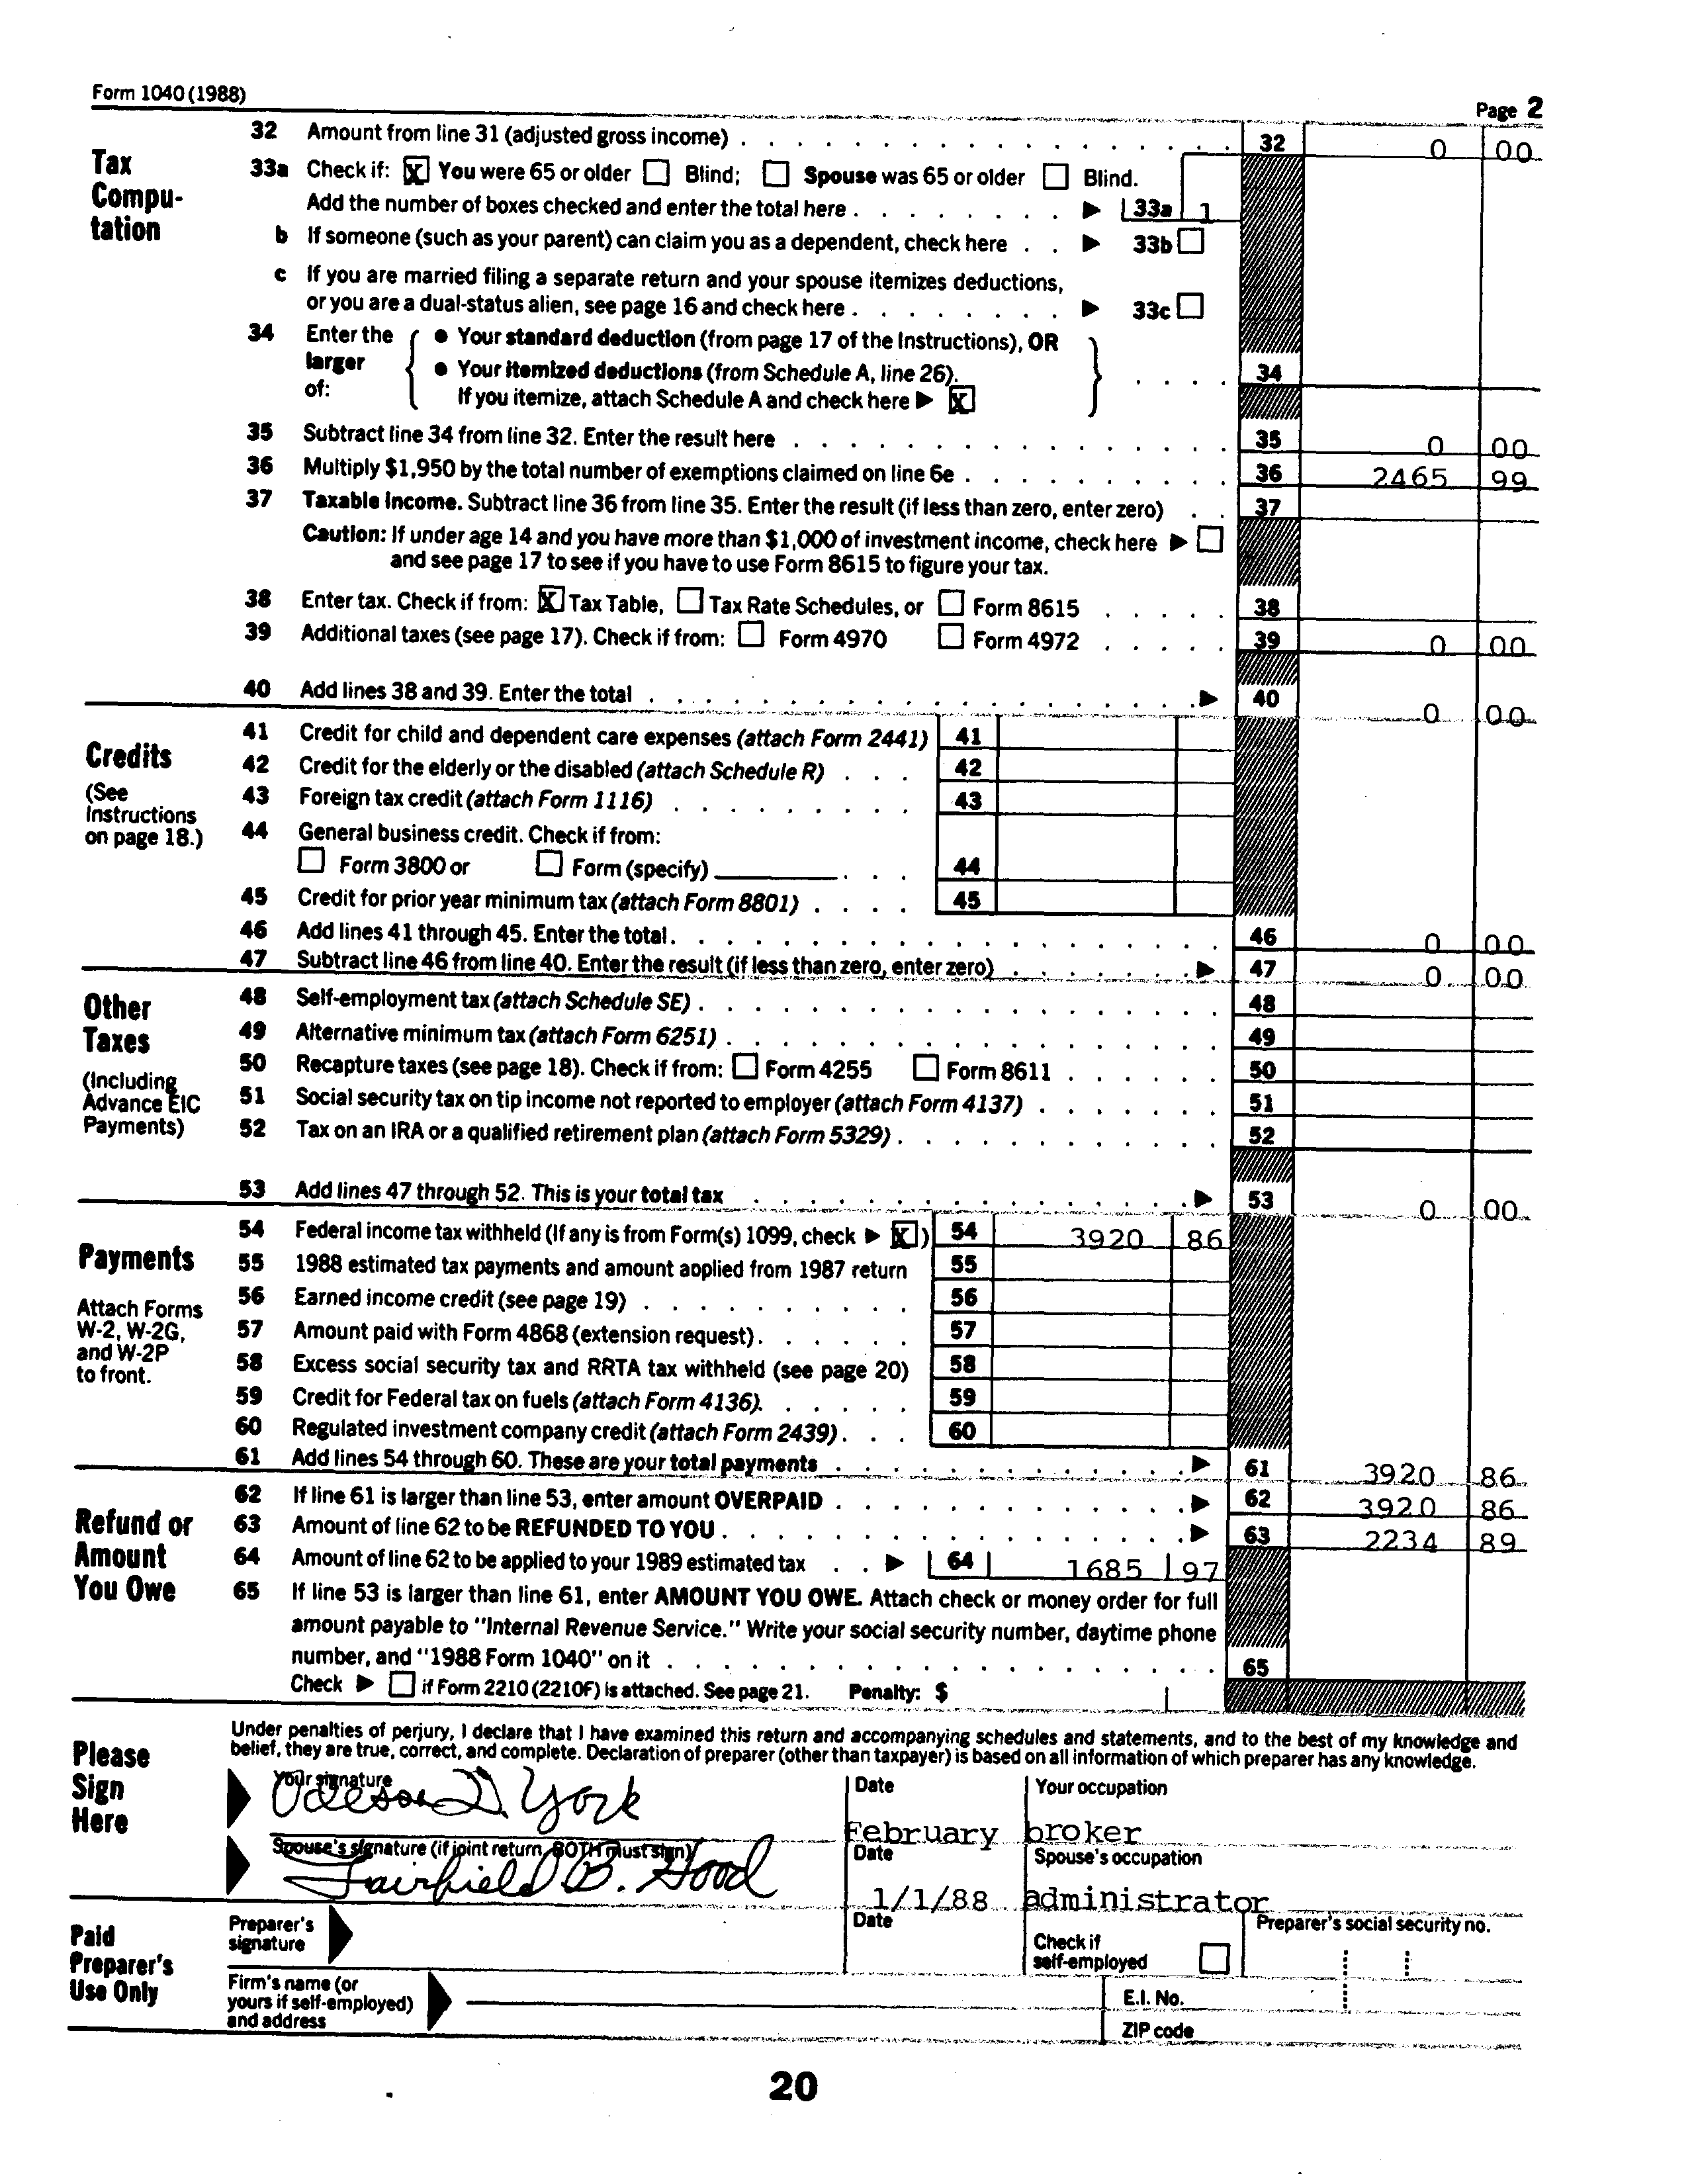 Form 1040 (1988)
Page 2
Tax Compu-tation
32 Amount from line 31 (adjusted gross income) 32 0 00
33a Check if: X You were 65 or older Blind; Spouse was 65 or older Blind.
Add the number of boxes checked and enter the total here 33a 1
b If someone (such as your parent) can claim you as a dependent, check here 33b
c If you are married filing a separate return and your spouse itemizes deductions,
or you are a dual-status alien, see page 16 and check here 33c
34 Enter the larger of:
● Your standard deduction (from page 17 of the Instructions), OR
● Your itemized deductions (from Schedule A, line 26).
If you itemize, attach Schedule A and check here X 34
35 Subtract line 34 from line 32. Enter the result here 35 0 00
36 Multiply $1,950 by the total number of exemptions claimed on line 6e 36 2465 99
37 Taxable income. Subtract line 36 from line 35. Enter the result (if less than zero, enter zero) 37
Caution: If under age 14 and you have more than $1,000 of investment income, check here
and see page 17 to see if you have to use Form 8615 to figure your tax.
38 Enter tax. Check if from: X Tax Table, Tax Rate Schedules, or Form 8615 38
39 Additional taxes (see page 17). Check if from: Form 4970 Form 4972 39 0 00
40 Add lines 38 and 39. Enter the total 40 0 00
Credits
(See Instructions on page 18.)
41 Credit for child and dependent care expenses (attach Form 2441) 41
42 Credit for the elderly or the disabled (attach Schedule R) 42
43 Foreign tax credit (attach Form 1116) 43
44 General business credit. Check if from:
Form 3800 or Form (specify) 44
45 Credit for prior year minimum tax (attach Form 8801) 45
46 Add lines 41 through 45. Enter the total 46 0 00
47 Subtract line 46 from line 40. Enter the result (if less than zero, enter zero) 47 0 00
Other Taxes
(Including Advance EIC Payments)
48 Self-employment tax (attach Schedule SE) 48
49 Alternative minimum tax (attach Form 6251) 49
50 Recapture taxes (see page 18). Check if from: Form 4255 Form 8611 50
51 Social security tax on tip income not reported to employer (attach Form 4137) 51
52 Tax on an IRA or a qualified retirement plan (attach Form 5329) 52
53 Add lines 47 through 52. This is your total tax 53 0 00
Payments
Attach Forms W-2, W-2G, and W-2P to front.
54 Federal income tax withheld (If any is from Form(s) 1099, check X) 54 3920 86
55 1988 estimated tax payments and amount applied from 1987 return 55
56 Earned income credit (see page 19) 56
57 Amount paid with Form 4868 (extension request) 57
58 Excess social security tax and RRTA tax withheld (see page 20) 58
59 Credit for Federal tax on fuels (attach Form 4136) 59
60 Regulated investment company credit (attach Form 2439) 60
61 Add lines 54 through 60. These are your total payments 61 3920 86
Refund or Amount You Owe
62 If line 61 is larger than line 53, enter amount OVERPAID 62 3920 86
63 Amount of line 62 to be REFUNDED TO YOU 63 2234 89
64 Amount of line 62 to be applied to your 1989 estimated tax 64 1685 97
65 If line 53 is larger than line 61, enter AMOUNT YOU OWE. Attach check or money order for full
amount payable to "Internal Revenue Service." Write your social security number, daytime phone
number, and "1988 Form 1040" on it 65
Check if Form 2210 (2210F) is attached. See page 21. Penalty: $
Please Sign Here
Under penalties of perjury, I declare that I have examined this return and accompanying schedules and statements, and to the best of my knowledge and
belief, they are true, correct, and complete. Declaration of preparer (other than taxpayer) is based on all information of which preparer has any knowledge.
Your signature Date Your occupation
D. York February broker
Spouse's signature (if joint return, BOTH must sign) Date Spouse's occupation
Fairfield B. Good 1/1/88 administrator
Paid Preparer's Use Only
Preparer's signature Date Check if self-employed Preparer's social security no.
Firm's name (or yours if self-employed) and address E.I. No.
ZIP code
20